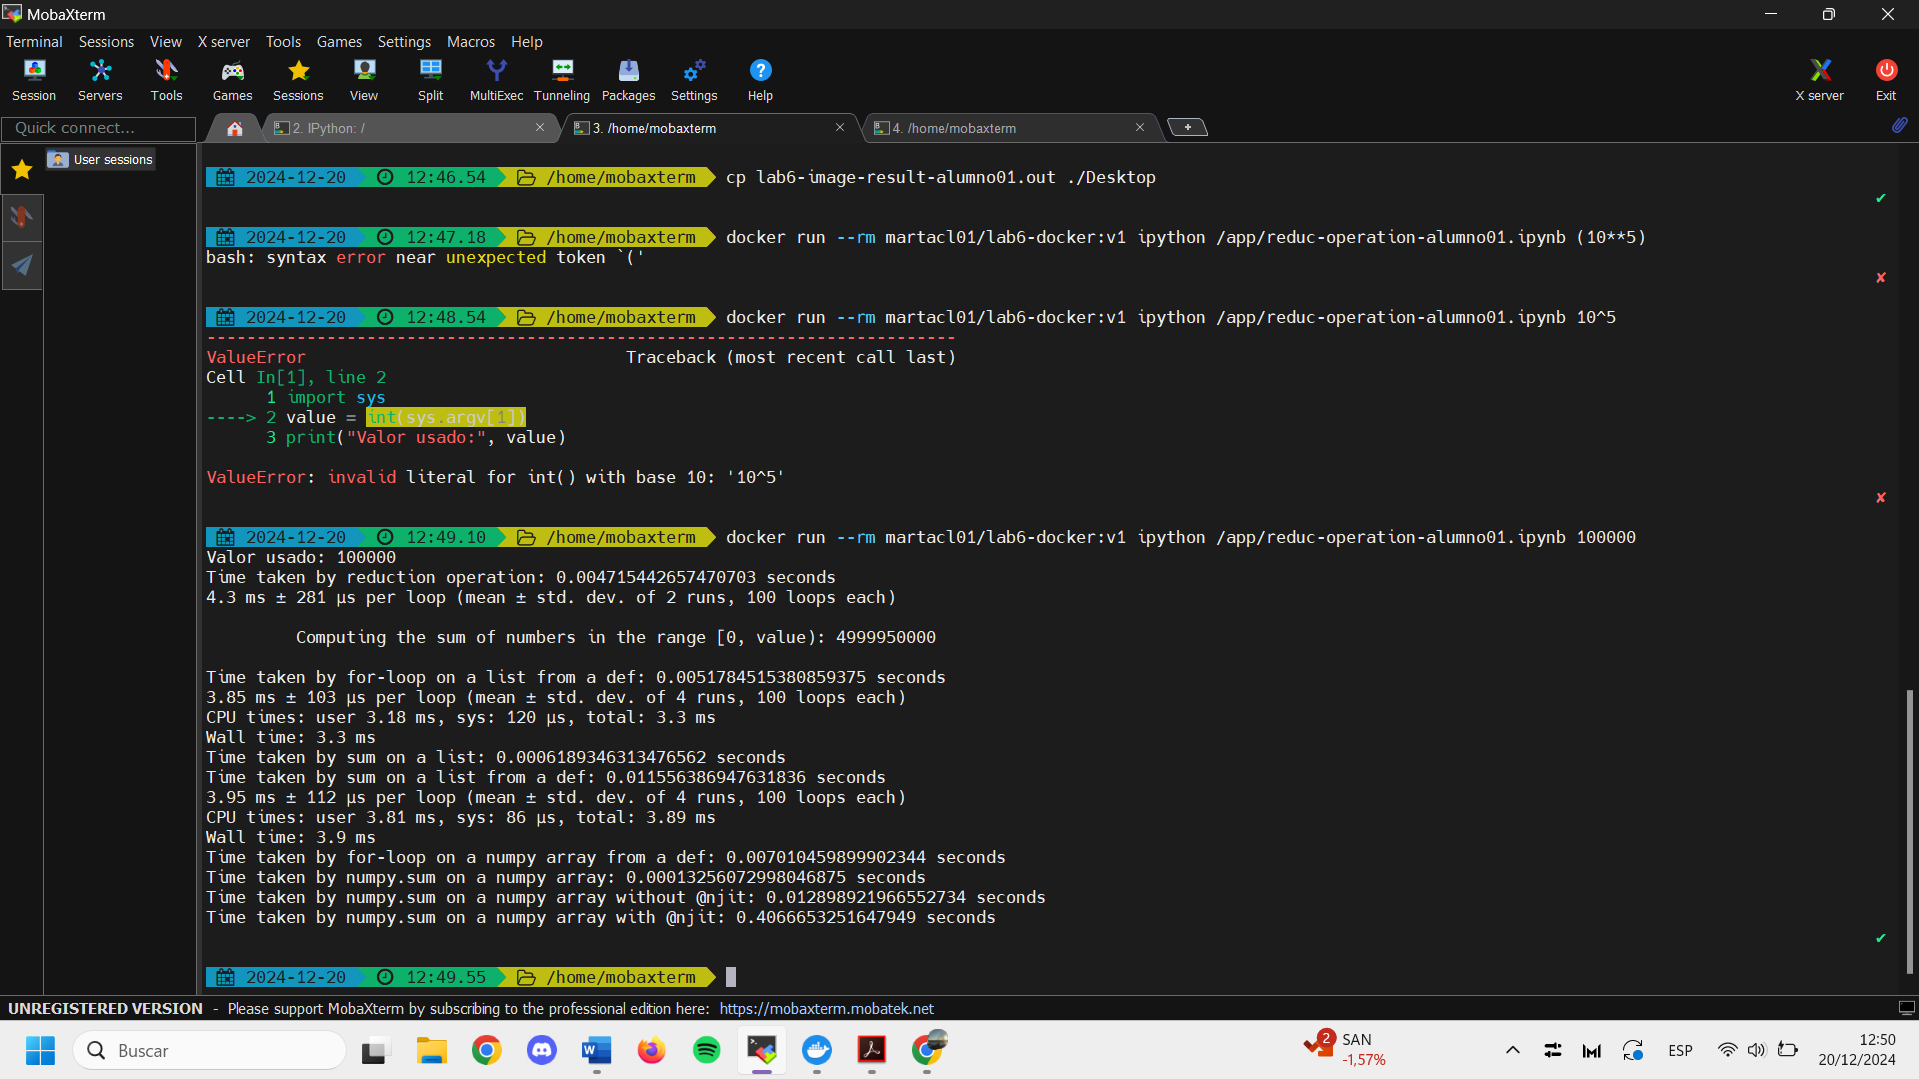 MobaXterm
Terminal Sessions View X server Tools Games Settings Macros Help
Session Servers Tools Games Sessions View Split MultiExec Tunneling Packages Settings Help X server Exit
Quick connect...
2. IPython: /
3. /home/mobaxterm
4. /home/mobaxterm
User sessions
2024-12-20 12:46.54 /home/mobaxterm cp lab6-image-result-alumno01.out ./Desktop
2024-12-20 12:47.18 /home/mobaxterm docker run --rm martacl01/lab6-docker:v1 ipython /app/reduc-operation-alumno01.ipynb (10**5)
bash: syntax error near unexpected token `('
2024-12-20 12:48.54 /home/mobaxterm docker run --rm martacl01/lab6-docker:v1 ipython /app/reduc-operation-alumno01.ipynb 10^5
---------------------------------------------------------------------------
ValueError Traceback (most recent call last)
Cell In[1], line 2
1 import sys
----> 2 value = int(sys.argv[1])
3 print("Valor usado:", value)
ValueError: invalid literal for int() with base 10: '10^5'
2024-12-20 12:49.10 /home/mobaxterm docker run --rm martacl01/lab6-docker:v1 ipython /app/reduc-operation-alumno01.ipynb 100000
Valor usado: 100000
Time taken by reduction operation: 0.004715442657470703 seconds
4.3 ms ± 281 µs per loop (mean ± std. dev. of 2 runs, 100 loops each)
Computing the sum of numbers in the range [0, value): 4999950000
Time taken by for-loop on a list from a def: 0.0051784515380859375 seconds
3.85 ms ± 103 µs per loop (mean ± std. dev. of 4 runs, 100 loops each)
CPU times: user 3.18 ms, sys: 120 µs, total: 3.3 ms
Wall time: 3.3 ms
Time taken by sum on a list: 0.0006189346313476562 seconds
Time taken by sum on a list from a def: 0.011556386947631836 seconds
3.95 ms ± 112 µs per loop (mean ± std. dev. of 4 runs, 100 loops each)
CPU times: user 3.81 ms, sys: 86 µs, total: 3.89 ms
Wall time: 3.9 ms
Time taken by for-loop on a numpy array from a def: 0.007010459899902344 seconds
Time taken by numpy.sum on a numpy array: 0.00013256072998046875 seconds
Time taken by numpy.sum on a numpy array without @njit: 0.012898921966552734 seconds
Time taken by numpy.sum on a numpy array with @njit: 0.4066653251647949 seconds
2024-12-20 12:49.55 /home/mobaxterm
UNREGISTERED VERSION - Please support MobaXterm by subscribing to the professional edition here: https://mobaxterm.mobatek.net
Buscar
2
SAN
-1,57%
ESP
12:50
20/12/2024